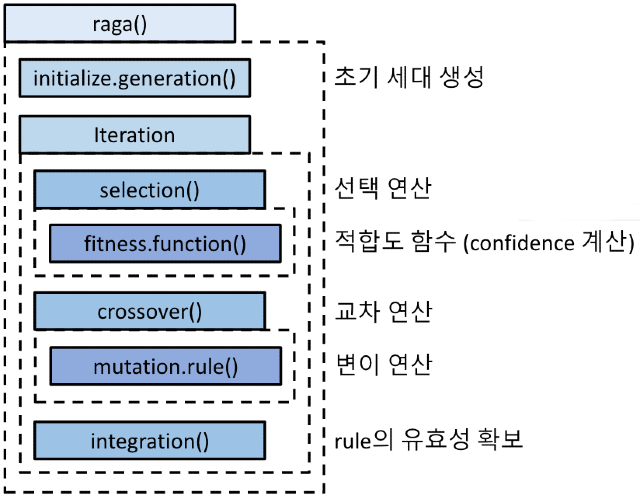 raga()
initialize.generation() 초기 세대 생성
Iteration
selection() 선택 연산
fitness.function() 적합도 함수 (confidence 계산)
crossover() 교차 연산
mutation.rule() 변이 연산
integration() rule의 유효성 확보